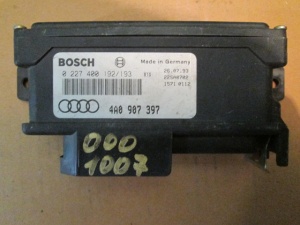 BOSCH
Made in Germany
0 227 400 192/193
4A0 907 397
000
1007